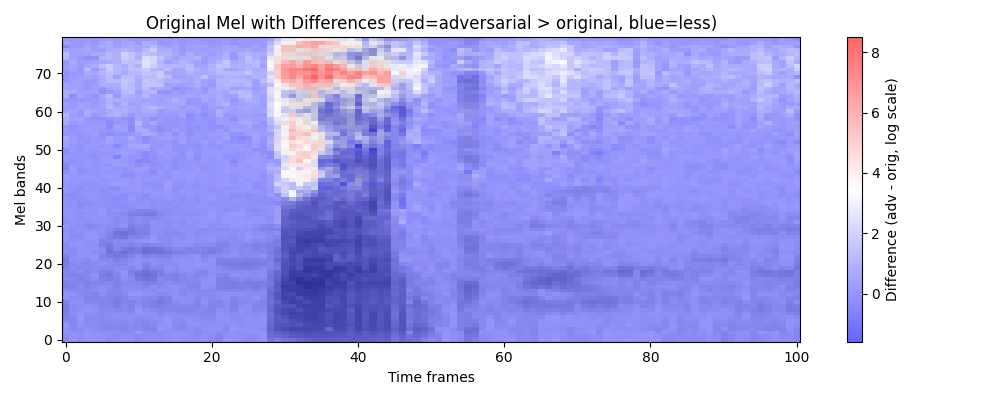 Original Mel with Differences (red=adversarial > original, blue=less)
Mel bands
70
60
50
40
30
20
10
0
0 20 40 60 80 100
Time frames
8
6
4
2
0
Difference (adv - orig, log scale)